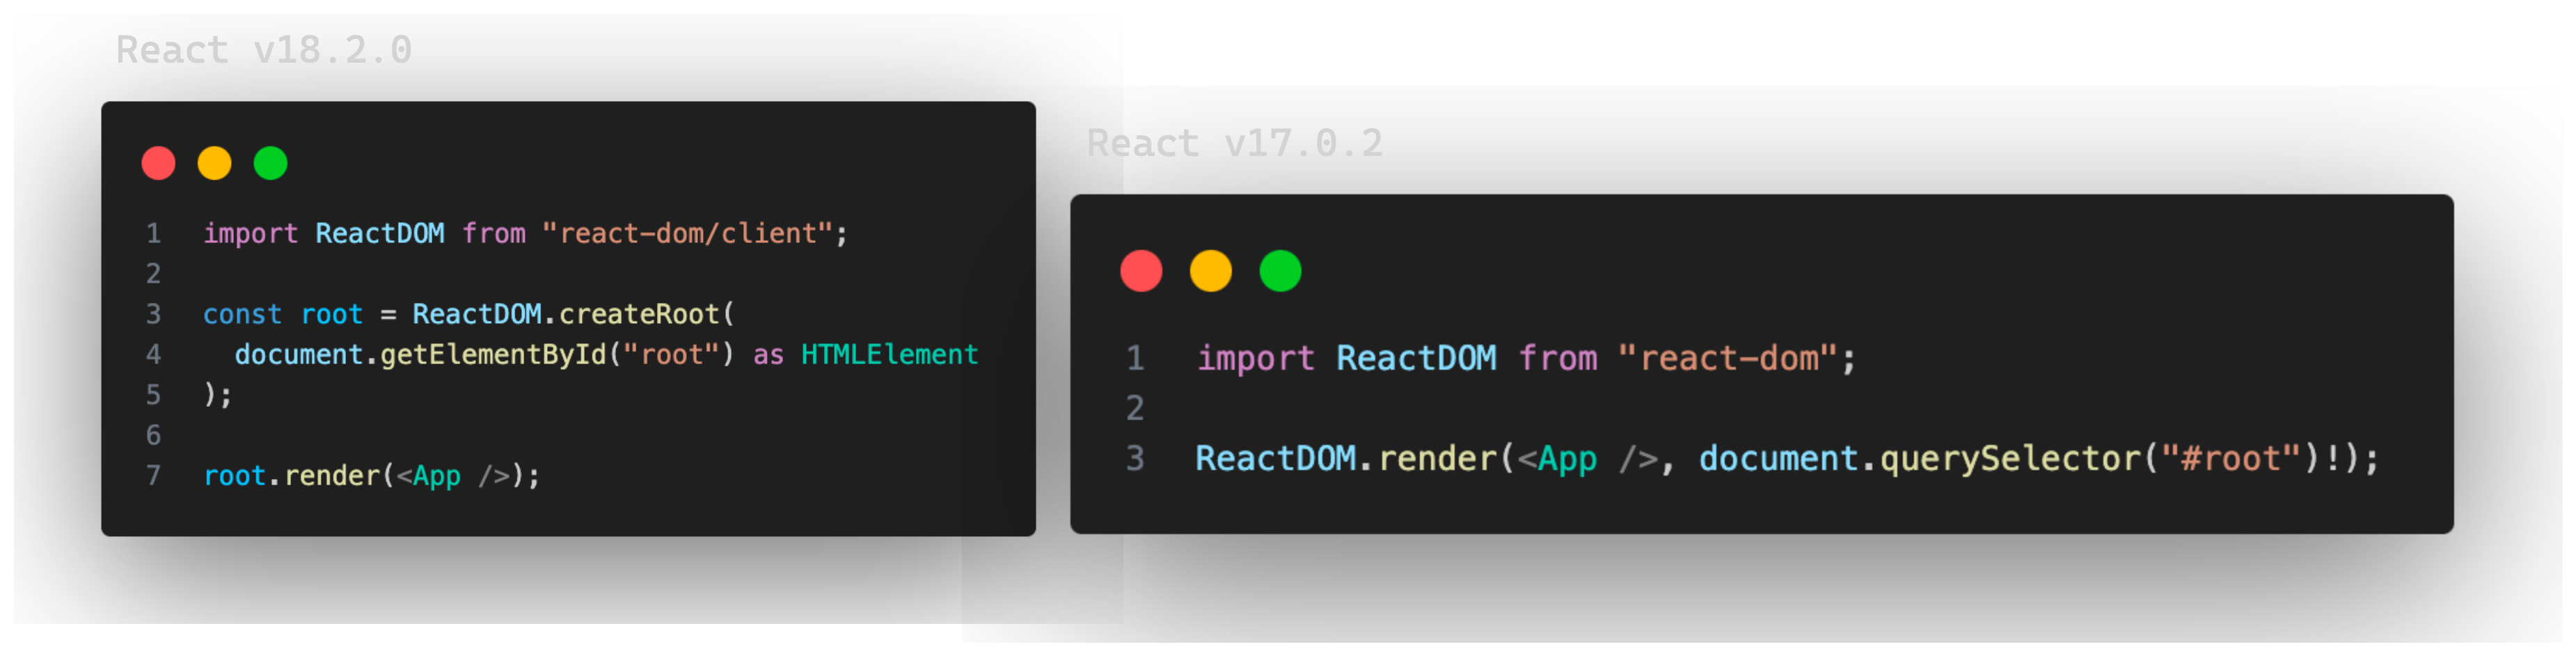 React v18.2.0
1 import ReactDOM from "react-dom/client";
2
3 const root = ReactDOM.createRoot(
4   document.getElementById("root") as HTMLElement
5 );
6
7 root.render(<App />);
React v17.0.2
1 import ReactDOM from "react-dom";
2
3 ReactDOM.render(<App />, document.querySelector("#root")!);